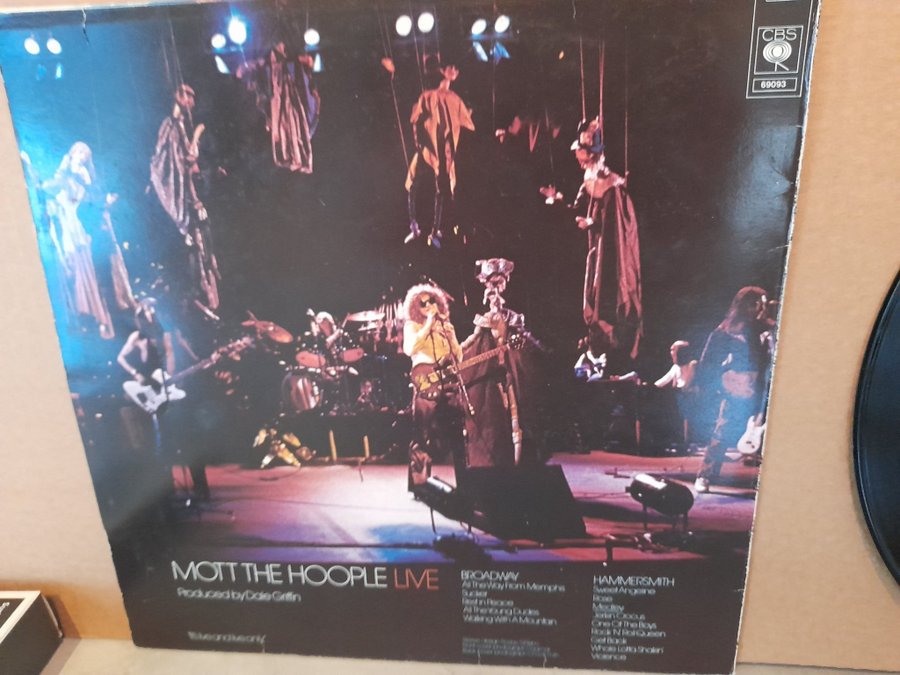 CBS
69093
MOTT THE HOOPLE LIVE
Produced by Dale Griffin
BROADWAY
All The Way From Memphis
Sucker
Rest in Peace
All The Young Dudes
Walking With A Mountain
HAMMERSMITH
Sweet Angeline
Rose
Medley
Jerkin Crocus
One Of The Boys
Rock 'N' Roll Queen
Get Back
Whole Lotta Shakin'
Violence